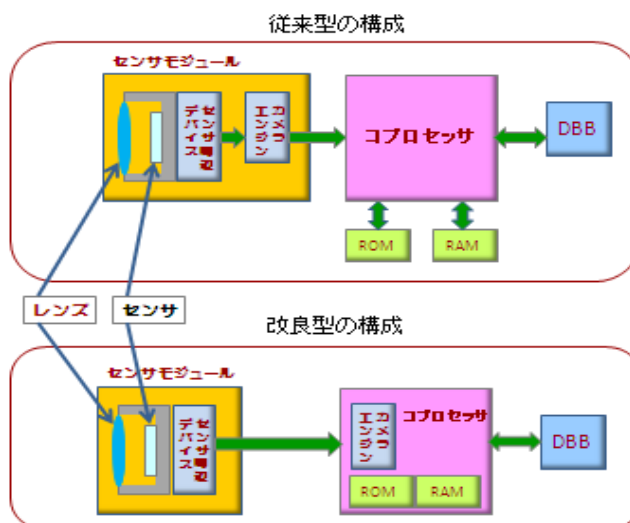 従来型の構成
センサモジュール
センサ周辺
デバイス
カメラ
エンジン
コプロセッサ
DBB
ROM
RAM
レンズ
センサ
改良型の構成
センサモジュール
センサ周辺
デバイス
カメラ
エンジン
コプロセッサ
DBB
ROM
RAM